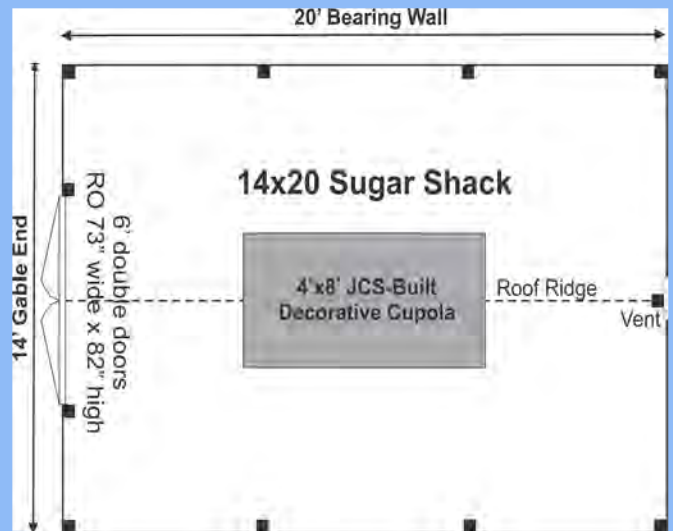 20' Bearing Wall
14x20 Sugar Shack
14' Gable End
6' double doors
RO 73" wide x 82" high
4'x8' JCS-Built
Decorative Cupola
Roof Ridge
Vent